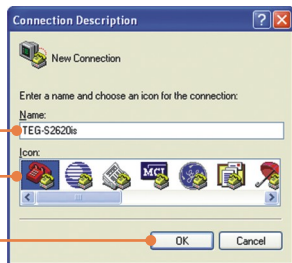 Connection Description
New Connection
Enter a name and choose an icon for the connection:
Name:
TEG-S2620is
Icon:
MCI
OK Cancel